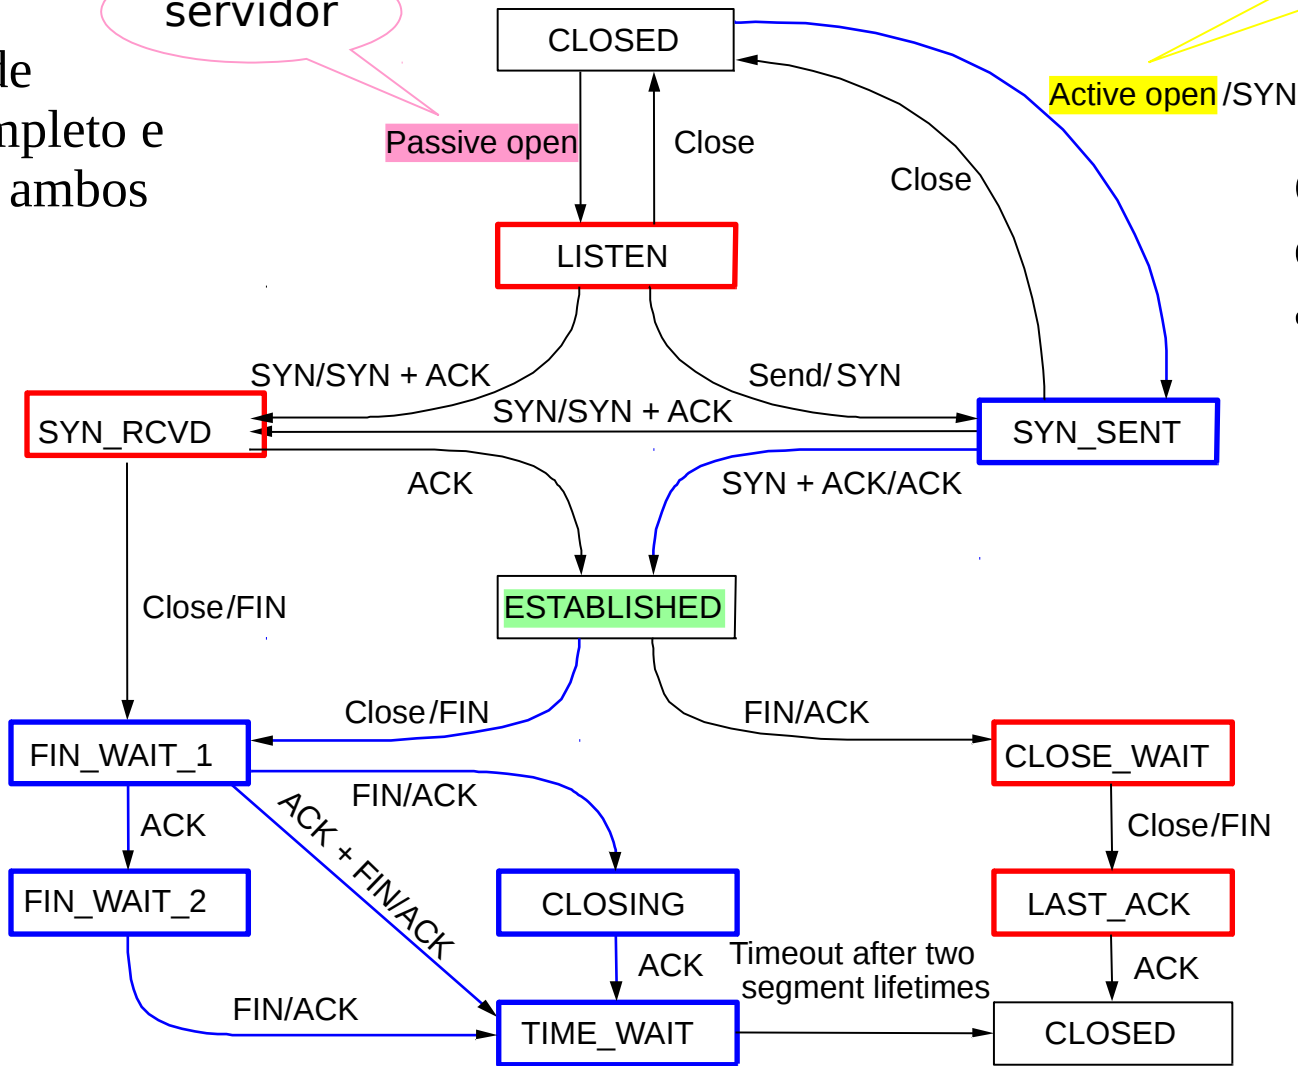 servidor
de
mpleto e
ambos
CLOSED
Active open /SYN
Passive open
Close
Close
LISTEN
SYN/SYN + ACK
Send/ SYN
SYN/SYN + ACK
SYN_RCVD
SYN_SENT
ACK
SYN + ACK/ACK
ESTABLISHED
Close/FIN
Close/FIN
FIN/ACK
FIN_WAIT_1
CLOSE_WAIT
FIN/ACK
ACK
ACK + FIN/ACK
Close/FIN
FIN_WAIT_2
CLOSING
LAST_ACK
Timeout after two
segment lifetimes
ACK
ACK
FIN/ACK
TIME_WAIT
CLOSED